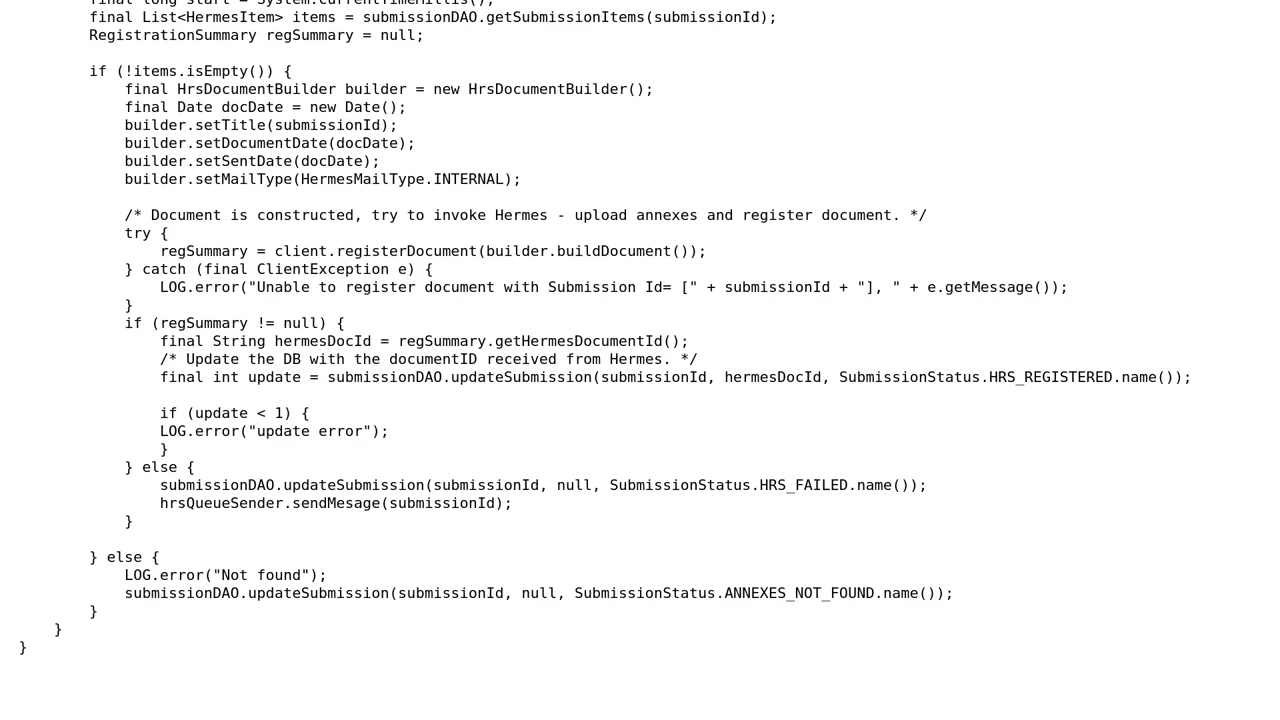 final long start = System.currentTimeMillis();
final List<HermesItem> items = submissionDAO.getSubmissionItems(submissionId);
RegistrationSummary regSummary = null;
if (!items.isEmpty()) {
final HrsDocumentBuilder builder = new HrsDocumentBuilder();
final Date docDate = new Date();
builder.setTitle(submissionId);
builder.setDocumentDate(docDate);
builder.setSentDate(docDate);
builder.setMailType(HermesMailType.INTERNAL);
/* Document is constructed, try to invoke Hermes - upload annexes and register document. */
try {
regSummary = client.registerDocument(builder.buildDocument());
} catch (final ClientException e) {
LOG.error("Unable to register document with Submission Id= [" + submissionId + "], " + e.getMessage());
}
if (regSummary != null) {
final String hermesDocId = regSummary.getHermesDocumentId();
/* Update the DB with the documentID received from Hermes. */
final int update = submissionDAO.updateSubmission(submissionId, hermesDocId, SubmissionStatus.HRS_REGISTERED.name());
if (update < 1) {
LOG.error("update error");
}
} else {
submissionDAO.updateSubmission(submissionId, null, SubmissionStatus.HRS_FAILED.name());
hrsQueueSender.sendMesage(submissionId);
}
} else {
LOG.error("Not found");
submissionDAO.updateSubmission(submissionId, null, SubmissionStatus.ANNEXES_NOT_FOUND.name());
}
}
}